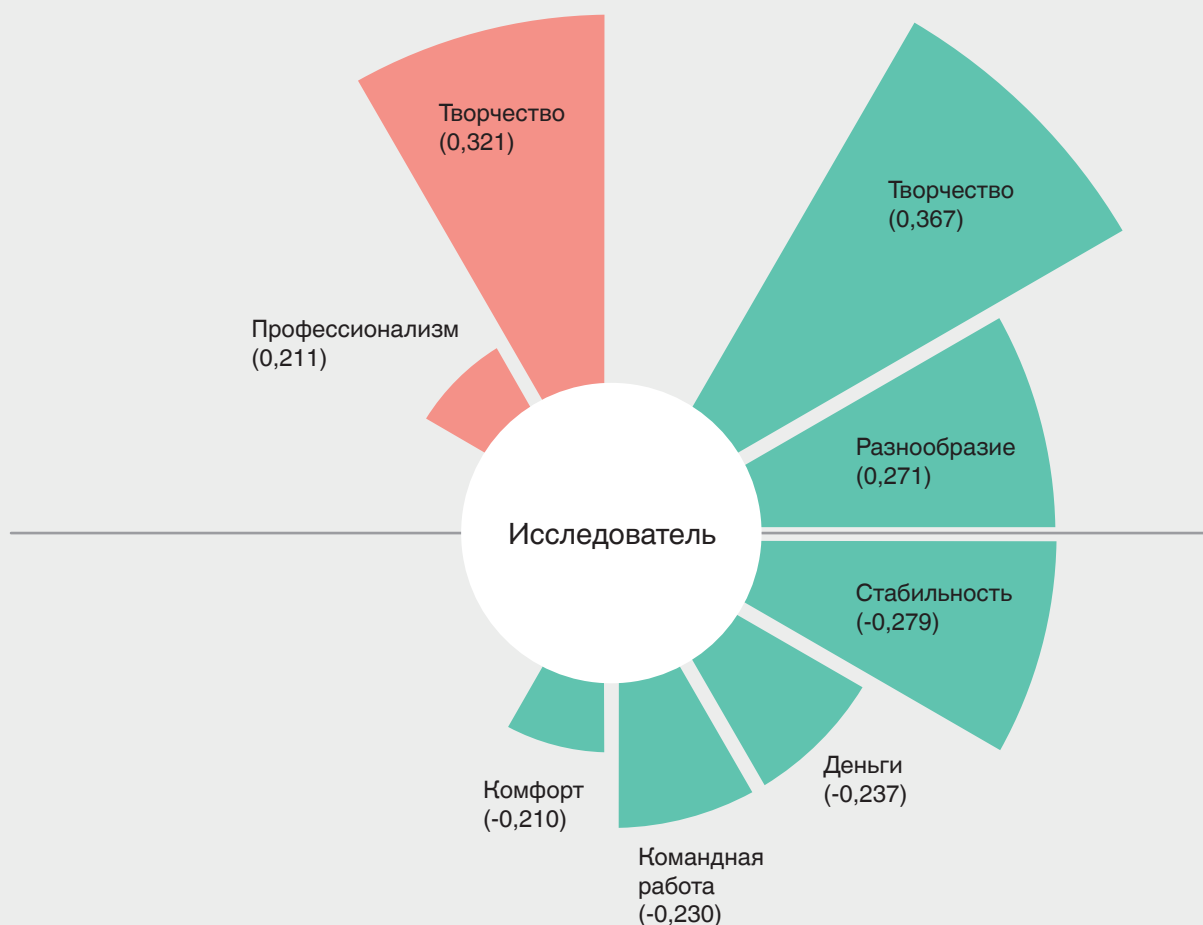 Творчество
(0,321)
Творчество
(0,367)
Профессионализм
(0,211)
Разнообразие
(0,271)
Исследователь
Стабильность
(-0,279)
Деньги
(-0,237)
Комфорт
(-0,210)
Командная
работа
(-0,230)